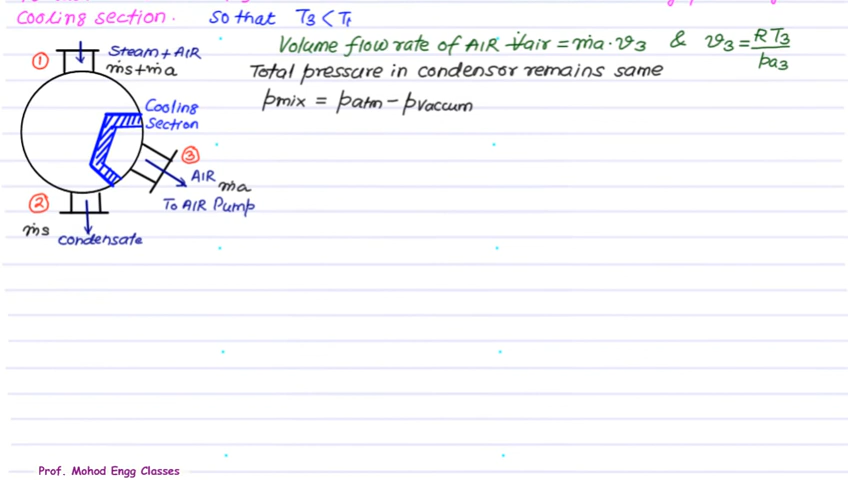 Cooling section. So that T3 < T1
Volume flow rate of AIR V̇air = ṁa · v3 & v3 = RT3 / pa3
① Steam + AIR
ṁs + ṁa
Total pressure in condensor remains same
pmix = patm - pvaccum
Cooling
Section
③
AIR ṁa
To AIR Pump
②
ṁs
condensate
Prof. Mohod Engg Classes